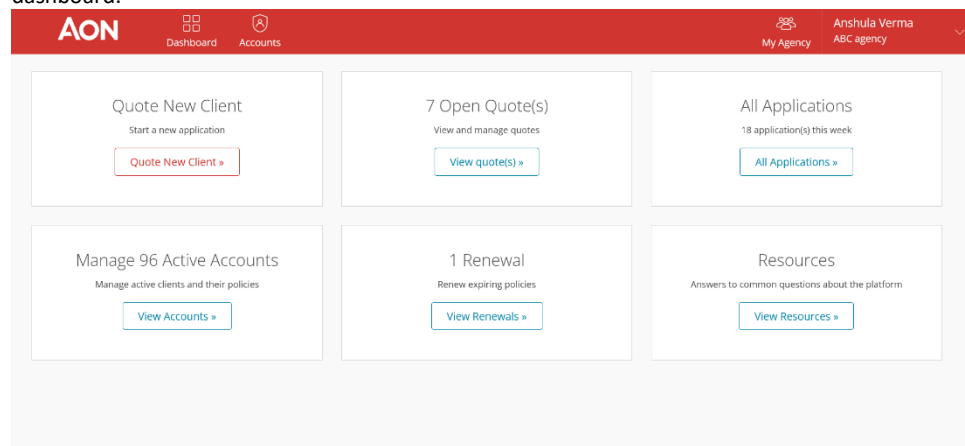 dashboard.
AON
Dashboard
Accounts
My Agency
Anshula Verma
ABC agency
Quote New Client
Start a new application
Quote New Client »
7 Open Quote(s)
View and manage quotes
View quote(s) »
All Applications
18 application(s) this week
All Applications »
Manage 96 Active Accounts
Manage active clients and their policies
View Accounts »
1 Renewal
Renew expiring policies
View Renewals »
Resources
Answers to common questions about the platform
View Resources »